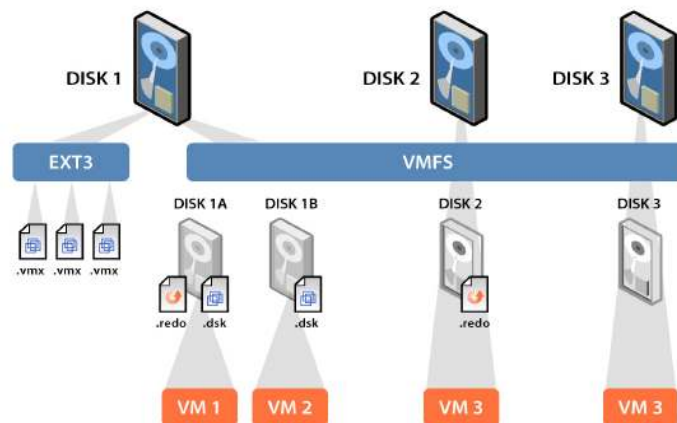 DISK 1
DISK 2
DISK 3
EXT3
VMFS
DISK 1A
DISK 1B
DISK 2
DISK 3
.vmx
.vmx
.vmx
.redo
.dsk
.dsk
.redo
VM 1
VM 2
VM 3
VM 3